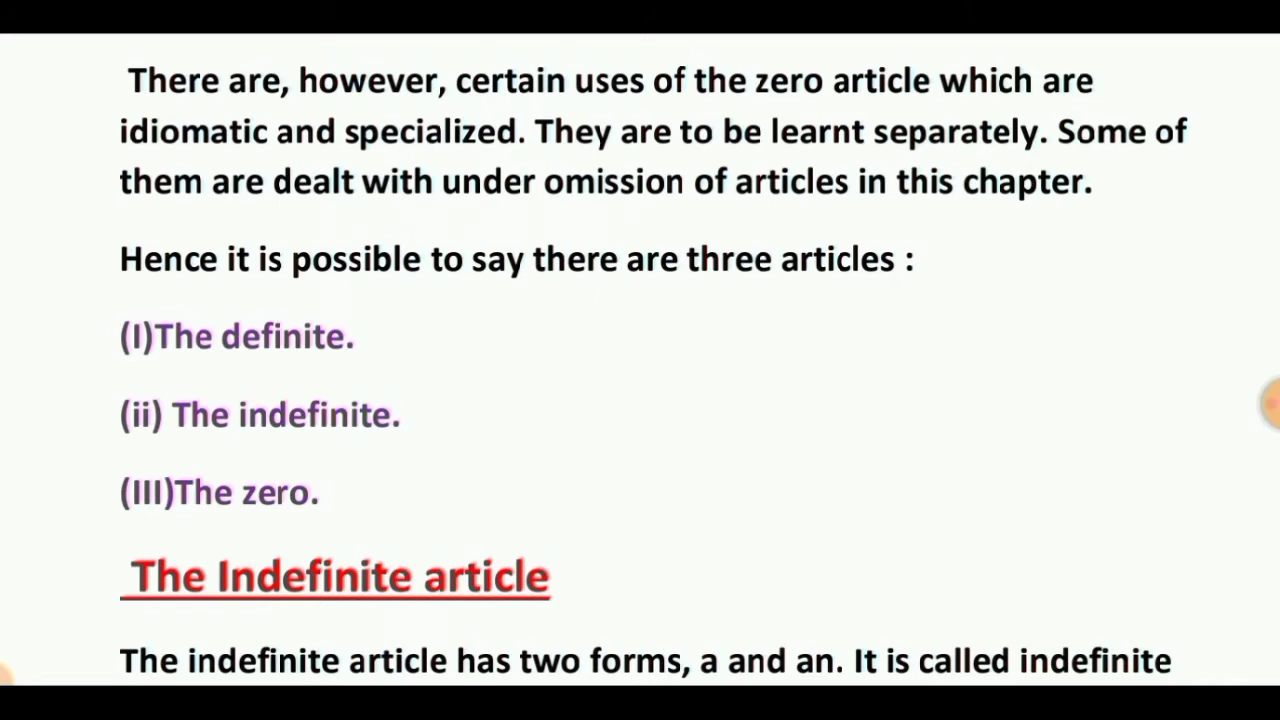 There are, however, certain uses of the zero article which are
idiomatic and specialized. They are to be learnt separately. Some of
them are dealt with under omission of articles in this chapter.
Hence it is possible to say there are three articles :
(I)The definite.
(ii) The indefinite.
(III)The zero.
The Indefinite article
The indefinite article has two forms, a and an. It is called indefinite